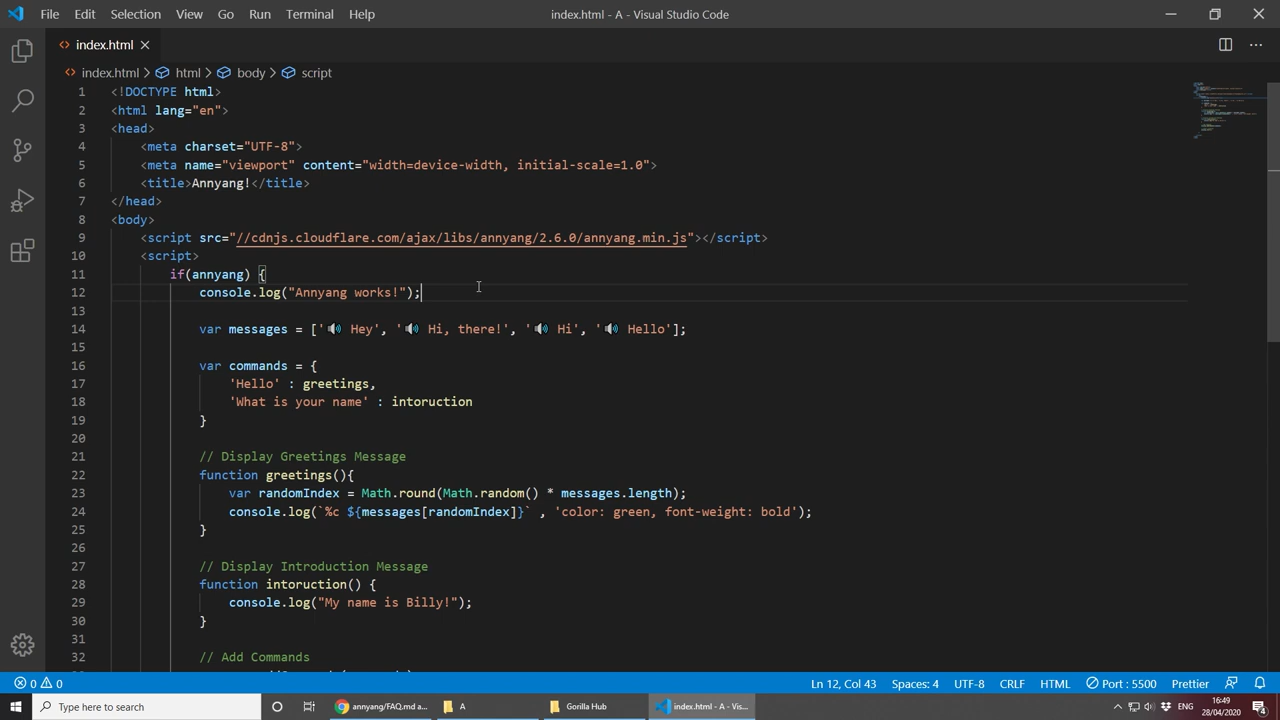 File Edit Selection View Go Run Terminal Help index.html - A - Visual Studio Code
index.html
index.html > html > body > script
1 <!DOCTYPE html>
2 <html lang="en">
3 <head>
4 <meta charset="UTF-8">
5 <meta name="viewport" content="width=device-width, initial-scale=1.0">
6 <title>Annyang!</title>
7 </head>
8 <body>
9 <script src="//cdnjs.cloudflare.com/ajax/libs/annyang/2.6.0/annyang.min.js"></script>
10 <script>
11 if(annyang) {
12 console.log("Annyang works!");
13
14 var messages = ['🔊 Hey', '🔊 Hi, there!', '🔊 Hi', '🔊 Hello'];
15
16 var commands = {
17 'Hello' : greetings,
18 'What is your name' : intoruction
19 }
20
21 // Display Greetings Message
22 function greetings(){
23 var randomIndex = Math.round(Math.random() * messages.length);
24 console.log(`%c ${messages[randomIndex]}` , 'color: green, font-weight: bold');
25 }
26
27 // Display Introduction Message
28 function intoruction() {
29 console.log("My name is Billy!");
30 }
31
32 // Add Commands
0 0 Ln 12, Col 43 Spaces: 4 UTF-8 CRLF HTML Port : 5500 Prettier
Type here to search annyang/FAQ.md a... A Gorilla Hub index.html - A - Vis... ENG 16:49
28/04/2020